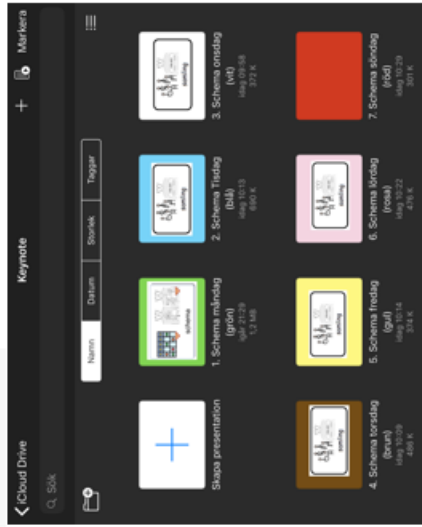 iCloud Drive
Keynote
Markera
Sök
Namn
Datum
Storlek
Taggar
Skapa presentation
1. Schema måndag
(grön)
igår 21:29
1,2 MB
2. Schema Tisdag
(blå)
idag 10:13
690 K
3. Schema onsdag
(vit)
idag 09:58
372 K
4. Schema torsdag
(brun)
idag 10:09
486 K
5. Schema fredag
(gul)
idag 10:14
374 K
6. Schema lördag
(rosa)
idag 10:22
476 K
7. Schema söndag
(röd)
idag 10:29
301 K